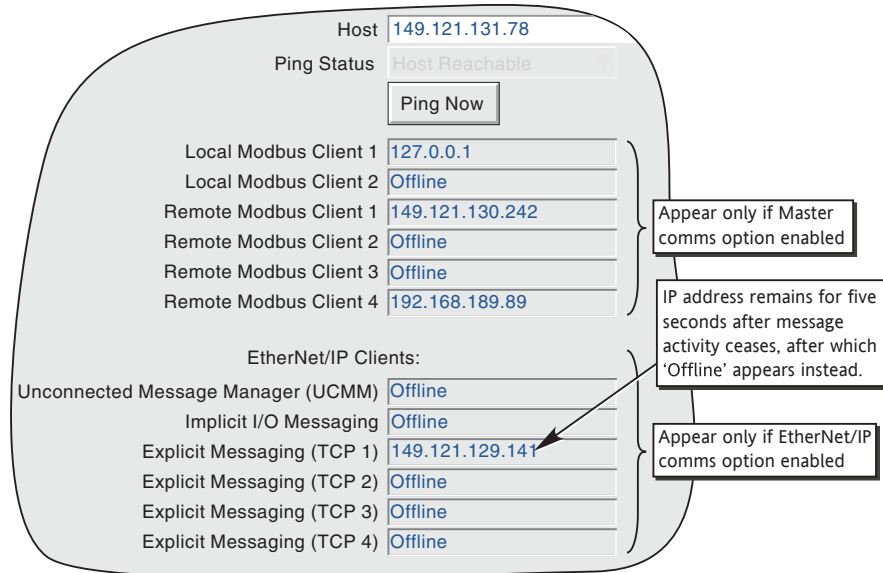 Host 149.121.131.78
Ping Status Host Reachable
Ping Now
Local Modbus Client 1 127.0.0.1
Local Modbus Client 2 Offline
Remote Modbus Client 1 149.121.130.242
Remote Modbus Client 2 Offline
Remote Modbus Client 3 Offline
Remote Modbus Client 4 192.168.189.89
Appear only if Master
comms option enabled
IP address remains for five
seconds after message
activity ceases, after which
‘Offline’ appears instead.
EtherNet/IP Clients:
Unconnected Message Manager (UCMM) Offline
Implicit I/O Messaging Offline
Explicit Messaging (TCP 1) 149.121.129.141
Explicit Messaging (TCP 2) Offline
Explicit Messaging (TCP 3) Offline
Explicit Messaging (TCP 4) Offline
Appear only if EtherNet/IP
comms option enabled